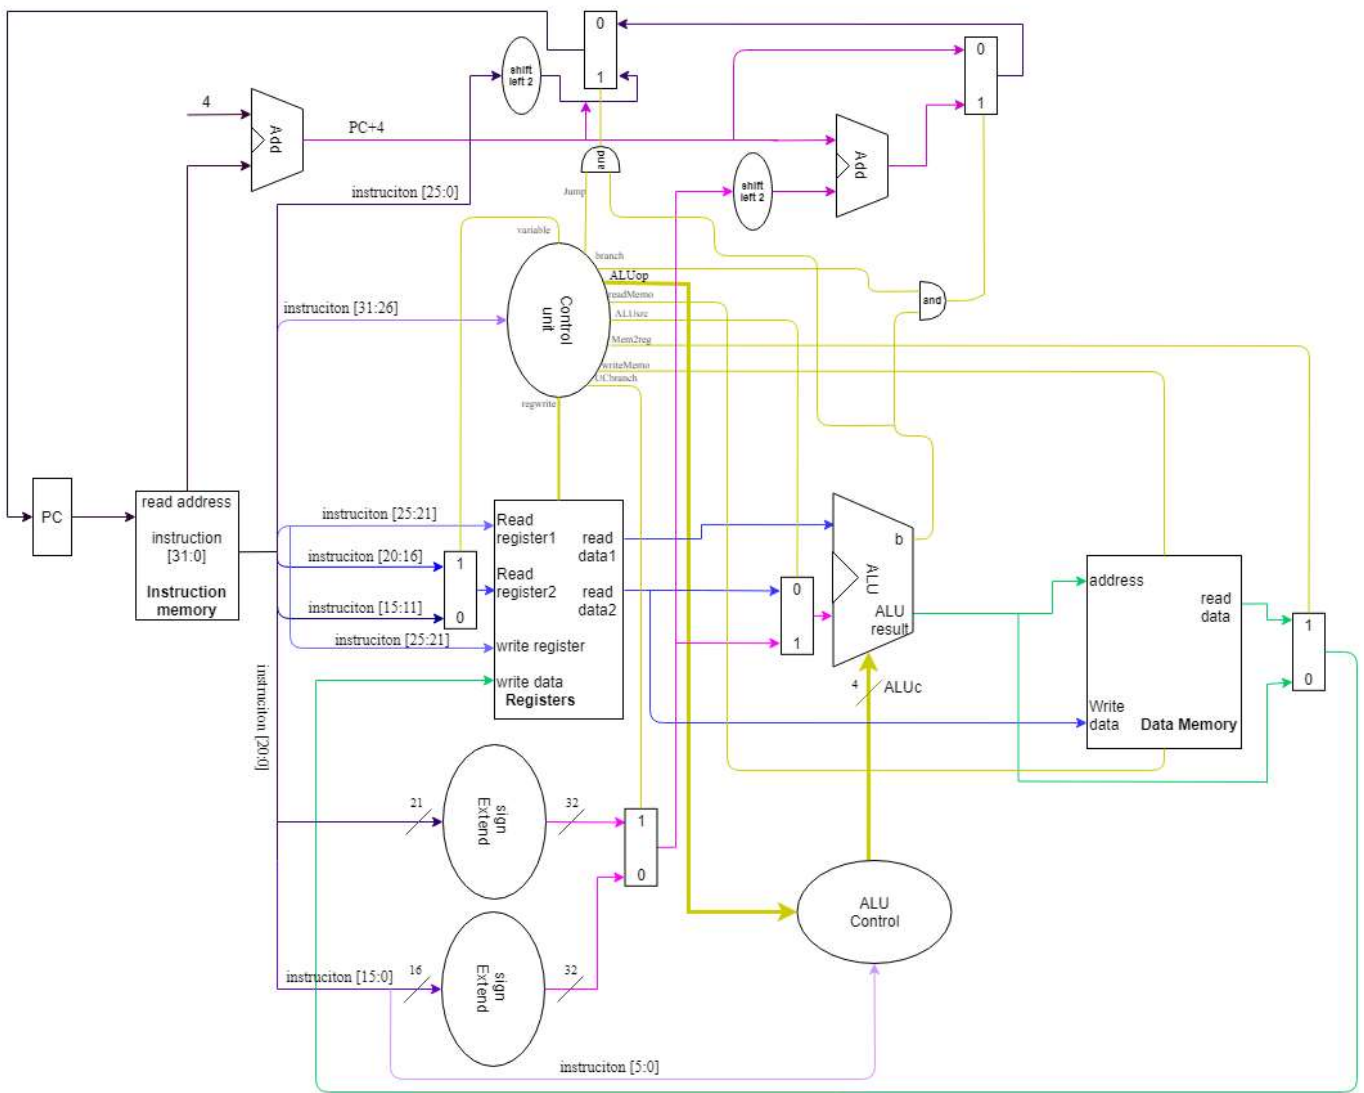 0
shift
left 2
1
0
1
4
Add
PC+4
and
Add
shift
left 2
instruciton [25:0]
Jump
variable
branch
ALUop
readMemo
ALUsrc
Mem2reg
writeMemo
UCbranch
regwrite
instruciton [31:26]
Control
unit
and
PC
read address
instruction
[31:0]
Instruction
memory
instruciton [25:21]
instruciton [20:16]
instruciton [15:11]
instruciton [25:21]
1
0
Read
register1
read
data1
Read
register2
read
data2
write register
write data
Registers
0
1
b
ALU
ALU
result
4
ALUc
address
read
data
Write
data
Data Memory
1
0
instruciton [20:0]
21
sign
Extend
32
1
0
instruciton [15:0]
16
sign
Extend
32
ALU
Control
instruciton [5:0]